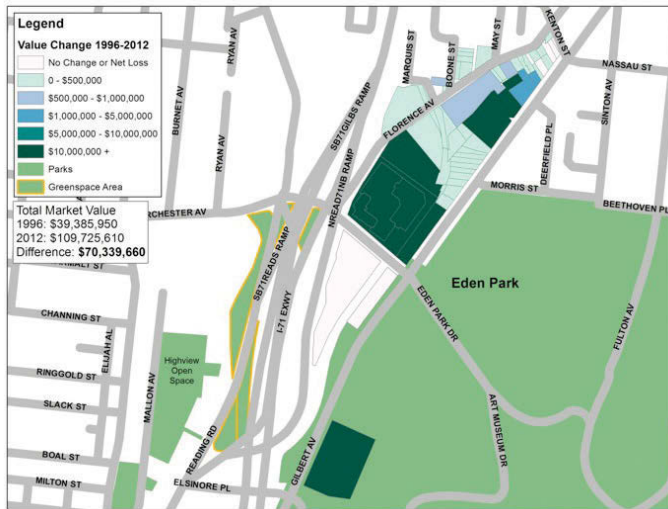 Legend
Value Change 1996-2012
No Change or Net Loss
0 - $500,000
$500,000 - $1,000,000
$1,000,000 - $5,000,000
$5,000,000 - $10,000,000
$10,000,000 +
Parks
Greenspace Area
Total Market Value
1996: $39,385,950
2012: $109,725,610
Difference: $70,339,660
RYAN AV
BURNET AV
RYAN AV
SB71GILBS RAMP
NREAD71NB RAMP
MARQUIS ST
BOONE ST
MAY ST
KENTON ST
FLORENCE AV
NASSAU ST
SINTON AV
DEERFIELD PL
MORRIS ST
BEETHOVEN PL
RCHESTER AV
SB71READS RAMP
I-71 EXWY
Eden Park
EDEN PARK DR
FULTON AV
ST
CHANNING ST
ELIJAH AL
Highview
Open
Space
RINGGOLD ST
MALLON AV
SLACK ST
ART MUSEUM DR
READING RD
GILBERT AV
BOAL ST
MILTON ST
ELSINORE PL